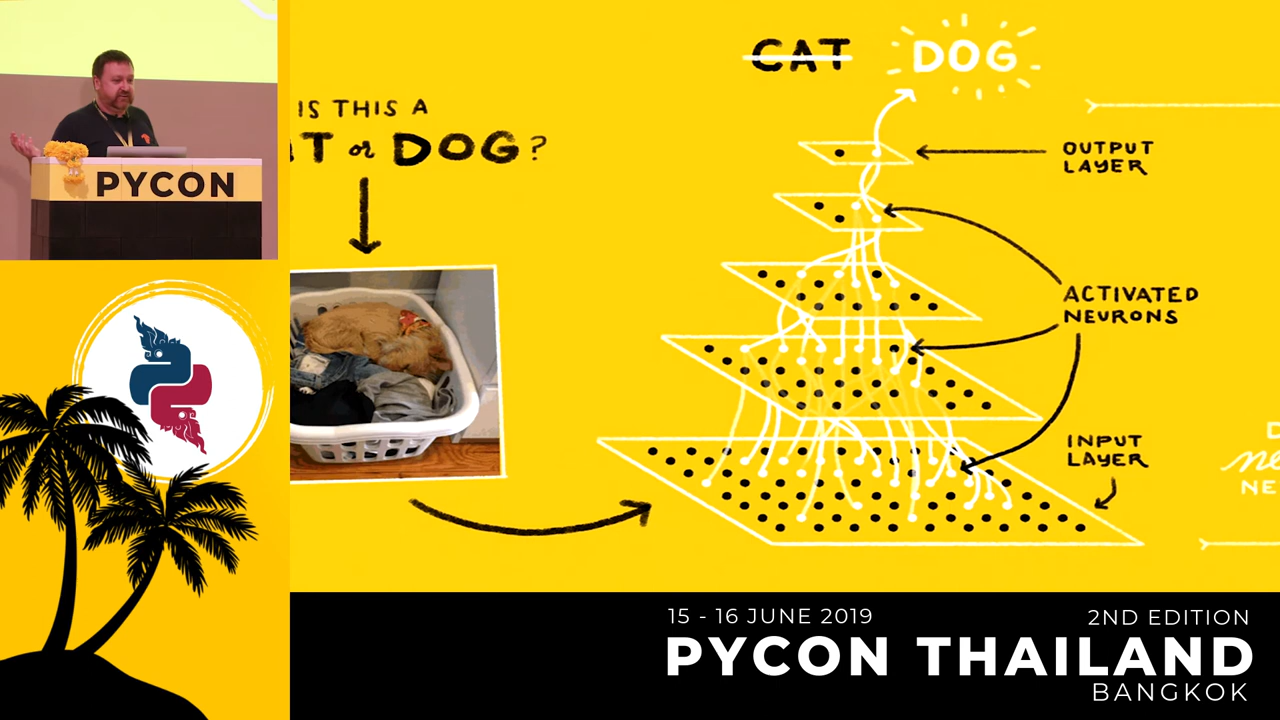 PYCON
IS THIS A
T or DOG?
CAT DOG
OUTPUT
LAYER
ACTIVATED
NEURONS
INPUT
LAYER
15 - 16 JUNE 2019
2ND EDITION
PYCON THAILAND
BANGKOK